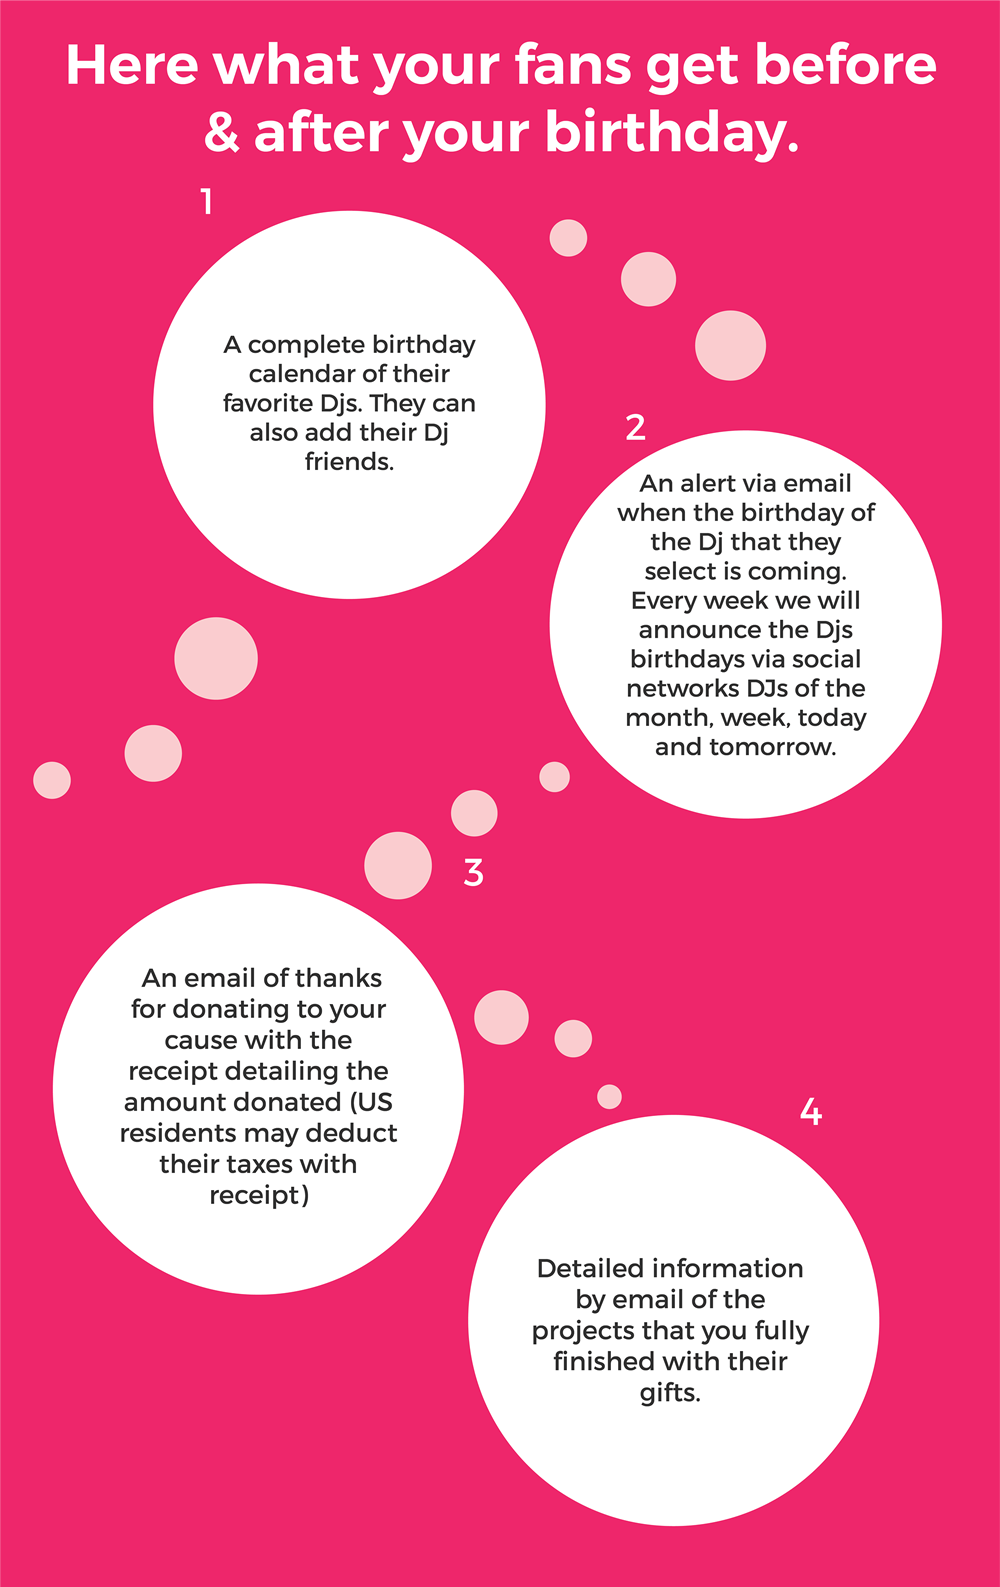 Here what your fans get before
& after your birthday.
1
A complete birthday
calendar of their
favorite Djs. They can
also add their Dj
friends.
2
An alert via email
when the birthday of
the Dj that they
select is coming.
Every week we will
announce the Djs
birthdays via social
networks DJs of the
month, week, today
and tomorrow.
3
An email of thanks
for donating to your
cause with the
receipt detailing the
amount donated (US
residents may deduct
their taxes with
receipt)
4
Detailed information
by email of the
projects that you fully
finished with their
gifts.